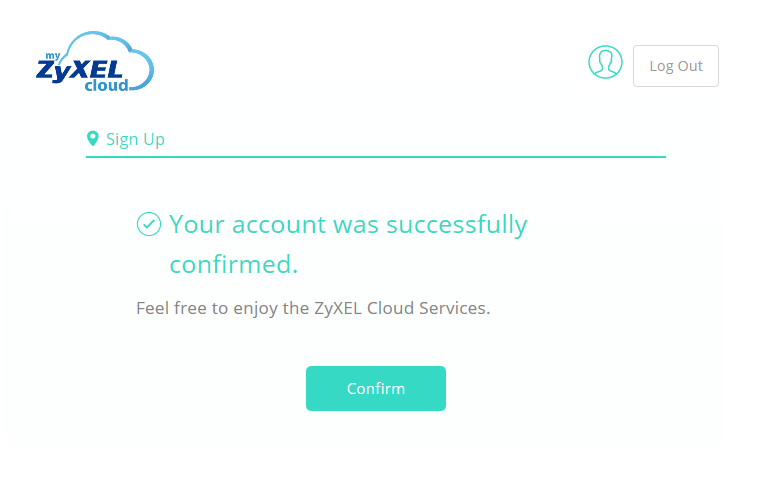 my
ZyXEL
cloud
Log Out
Sign Up
Your account was successfully
confirmed.
Feel free to enjoy the ZyXEL Cloud Services.
Confirm